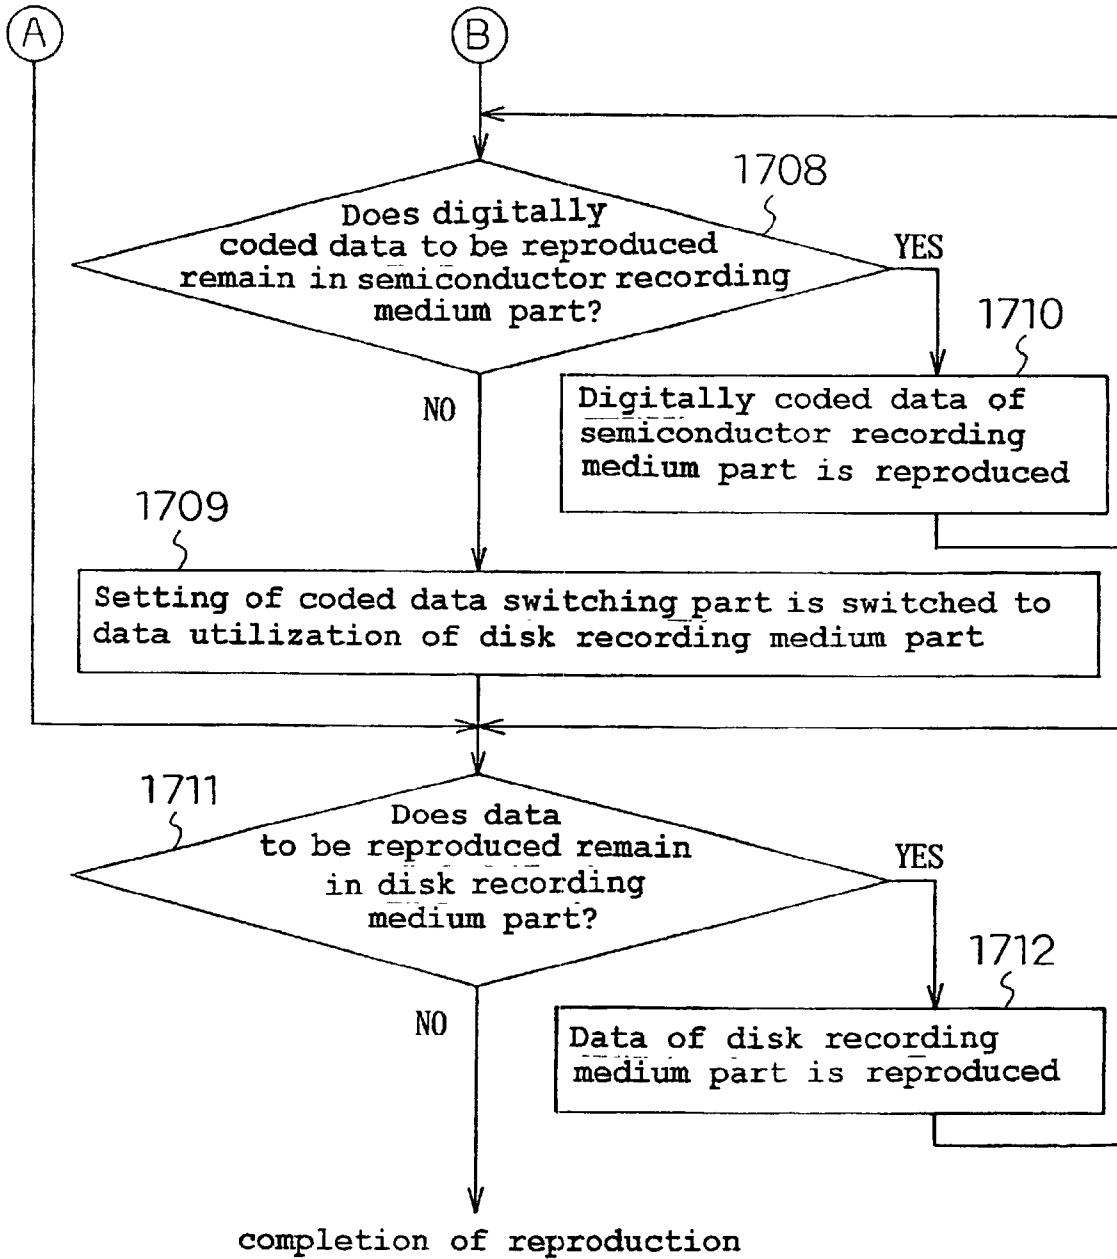 A
B
1708
Does digitally
coded data to be reproduced
remain in semiconductor recording
medium part?
YES
1710
NO
Digitally coded data of
semiconductor recording
medium part is reproduced
1709
Setting of coded data switching part is switched to
data utilization of disk recording medium part
1711
Does data
to be reproduced remain
in disk recording
medium part?
YES
1712
NO
Data of disk recording
medium part is reproduced
completion of reproduction